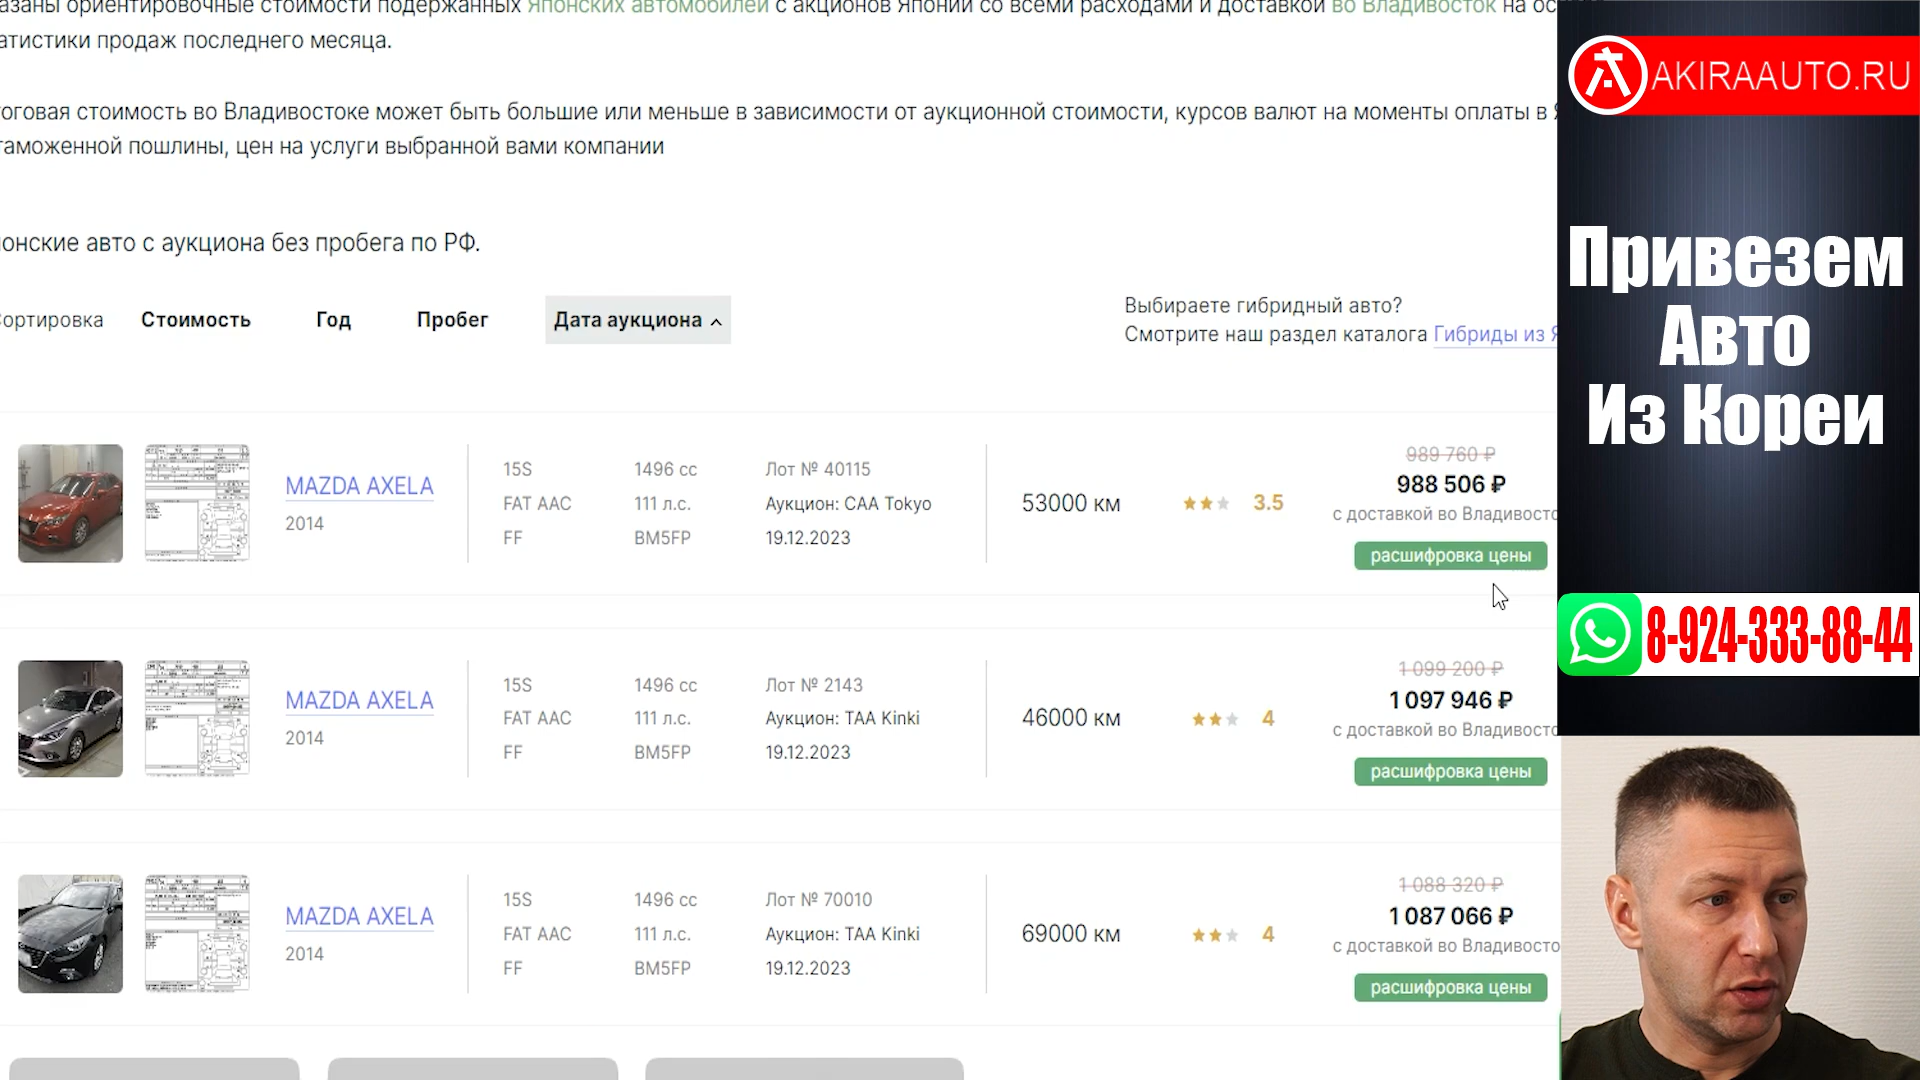 азаны ориентировочные стоимости подержанных Японских автомобилей с акционов Японии со всеми расходами и доставкой во Владивосток на
атистики продаж последнего месяца.
оговая стоимость во Владивостоке может быть большие или меньше в зависимости от аукционной стоимости, курсов валют на моменты оплаты в
таможенной пошлины, цен на услуги выбранной вами компании
онские авто с аукциона без пробега по РФ.
ортировка Стоимость Год Пробег Дата аукциона
Выбираете гибридный авто?
Смотрите наш раздел каталога Гибриды из
MAZDA AXELA
2014
15S
FAT AAC
FF
1496 cc
111 л.с.
BM5FP
Лот № 40115
Аукцион: CAA Tokyo
19.12.2023
53000 км
3.5
989 760 ₽
988 506 ₽
с доставкой во Владивосто
расшифровка цены
MAZDA AXELA
2014
15S
FAT AAC
FF
1496 cc
111 л.с.
BM5FP
Лот № 2143
Аукцион: TAA Kinki
19.12.2023
46000 км
4
1 099 200 ₽
1 097 946 ₽
с доставкой во Владивосто
расшифровка цены
MAZDA AXELA
2014
15S
FAT AAC
FF
1496 cc
111 л.с.
BM5FP
Лот № 70010
Аукцион: TAA Kinki
19.12.2023
69000 км
4
1 088 320 ₽
1 087 066 ₽
с доставкой во Владивосто
расшифровка цены
AKIRAAUTO.RU
Привезем
Авто
Из Кореи
8-924-333-88-44